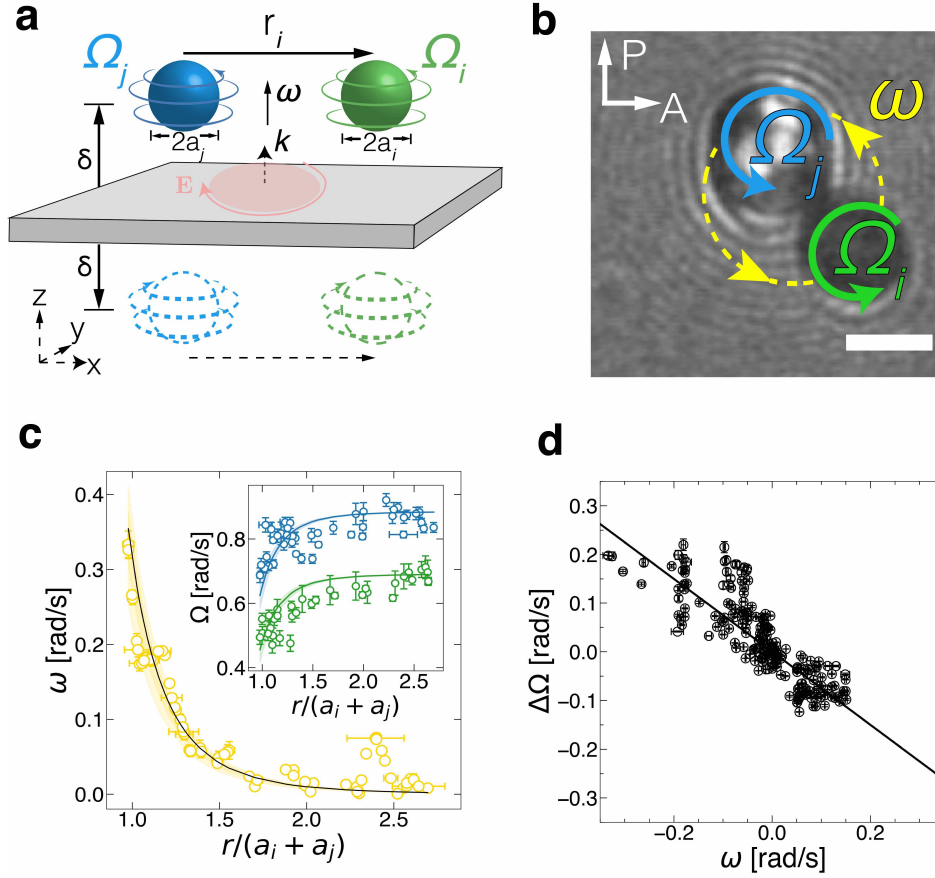 a
Ω_j
r_i
Ω_i
ω
2a_j
k
2a_i
δ
E
δ
z
y
x
b
P
A
ω
Ω_j
Ω_i
c
ω [rad/s]
0.4
0.3
0.2
0.1
0.0
1.0 1.5 2.0 2.5
r/(a_i + a_j)
Ω [rad/s]
0.8
0.6
0.4
1.0 1.5 2.0 2.5
r/(a_i + a_j)
d
ΔΩ [rad/s]
0.3
0.2
0.1
0.0
−0.1
−0.2
−0.3
−0.2 0.0 0.2
ω [rad/s]